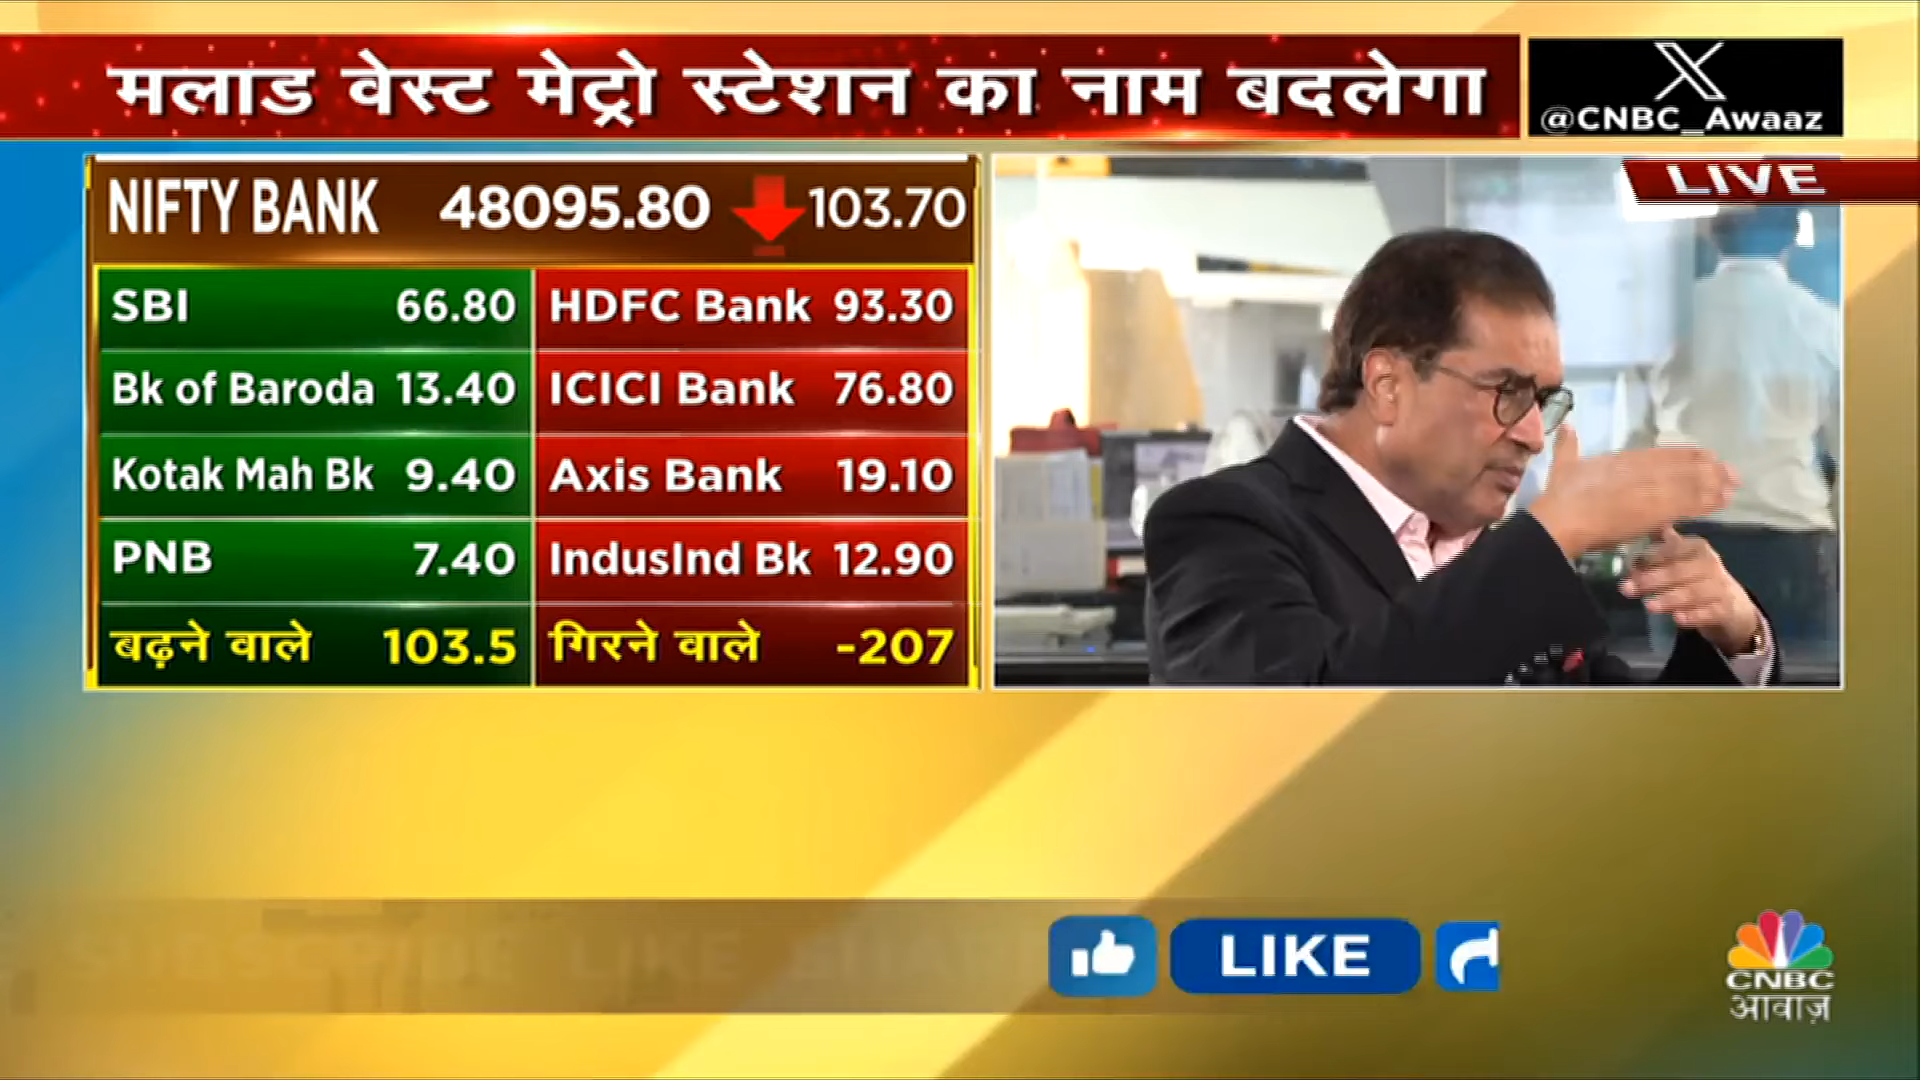 मलाड वेस्ट मेट्रो स्टेशन का नाम बदलेगा
@CNBC_Awaaz
LIVE
NIFTY BANK 48095.80 103.70
SBI 66.80 HDFC Bank 93.30
Bk of Baroda 13.40 ICICI Bank 76.80
Kotak Mah Bk 9.40 Axis Bank 19.10
PNB 7.40 IndusInd Bk 12.90
बढ़ने वाले 103.5 गिरने वाले -207
SUBSCRIBE LIKE
LIKE
CNBC
आवाज़